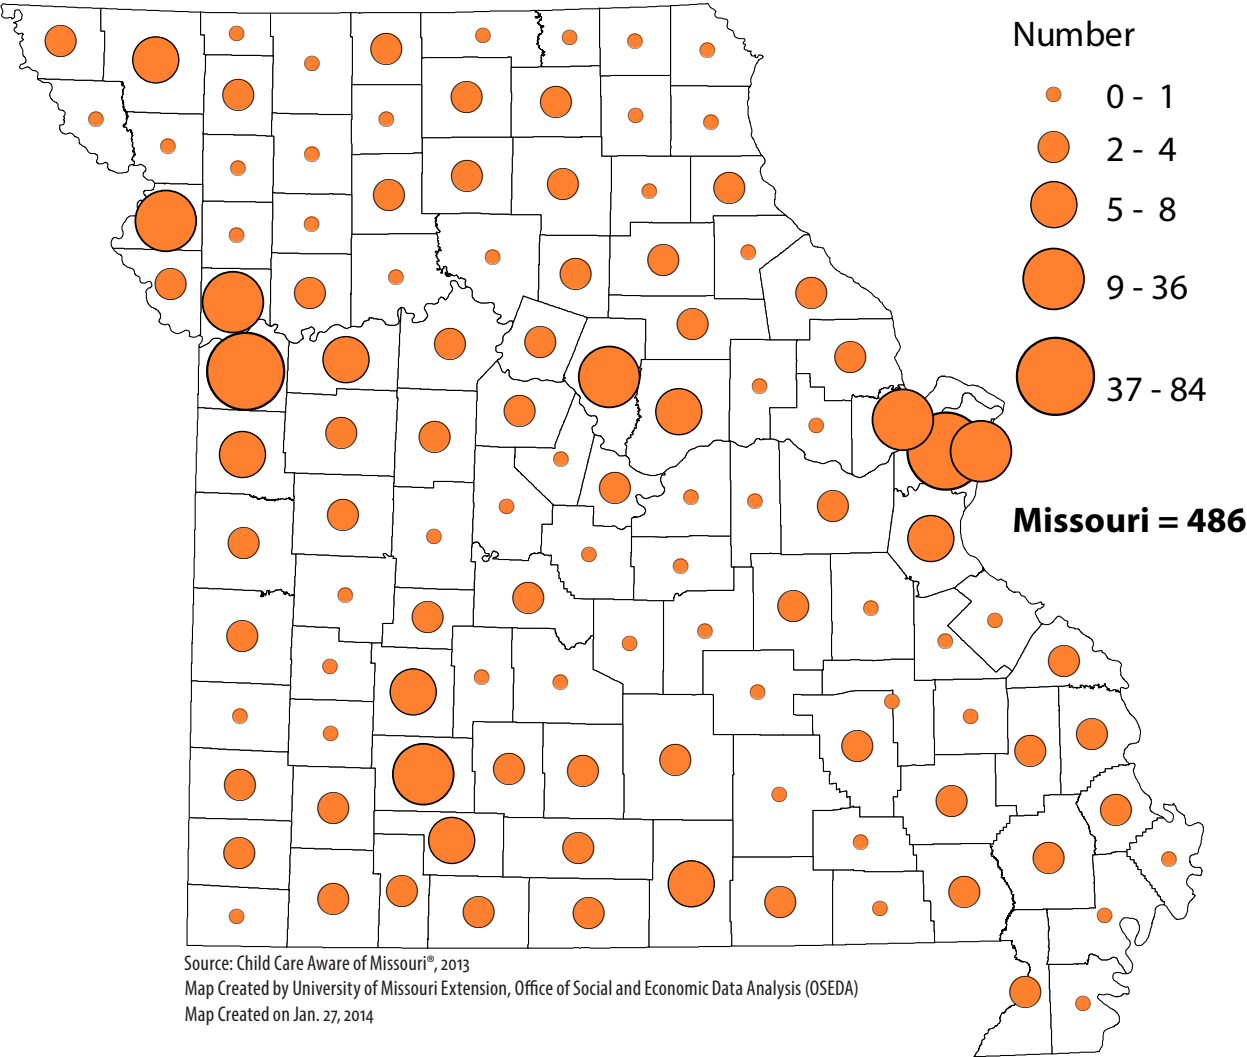 Number
0 - 1
2 - 4
5 - 8
9 - 36
37 - 84
Missouri = 486
Source: Child Care Aware of Missouri®, 2013
Map Created by University of Missouri Extension, Office of Social and Economic Data Analysis (OSEDA)
Map Created on Jan. 27, 2014